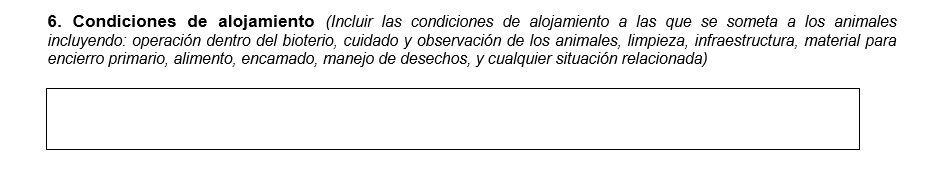 6. Condiciones de alojamiento (Incluir las condiciones de alojamiento a las que se someta a los animales
incluyendo: operación dentro del bioterio, cuidado y observación de los animales, limpieza, infraestructura, material para
encierro primario, alimento, encamado, manejo de desechos, y cualquier situación relacionada)